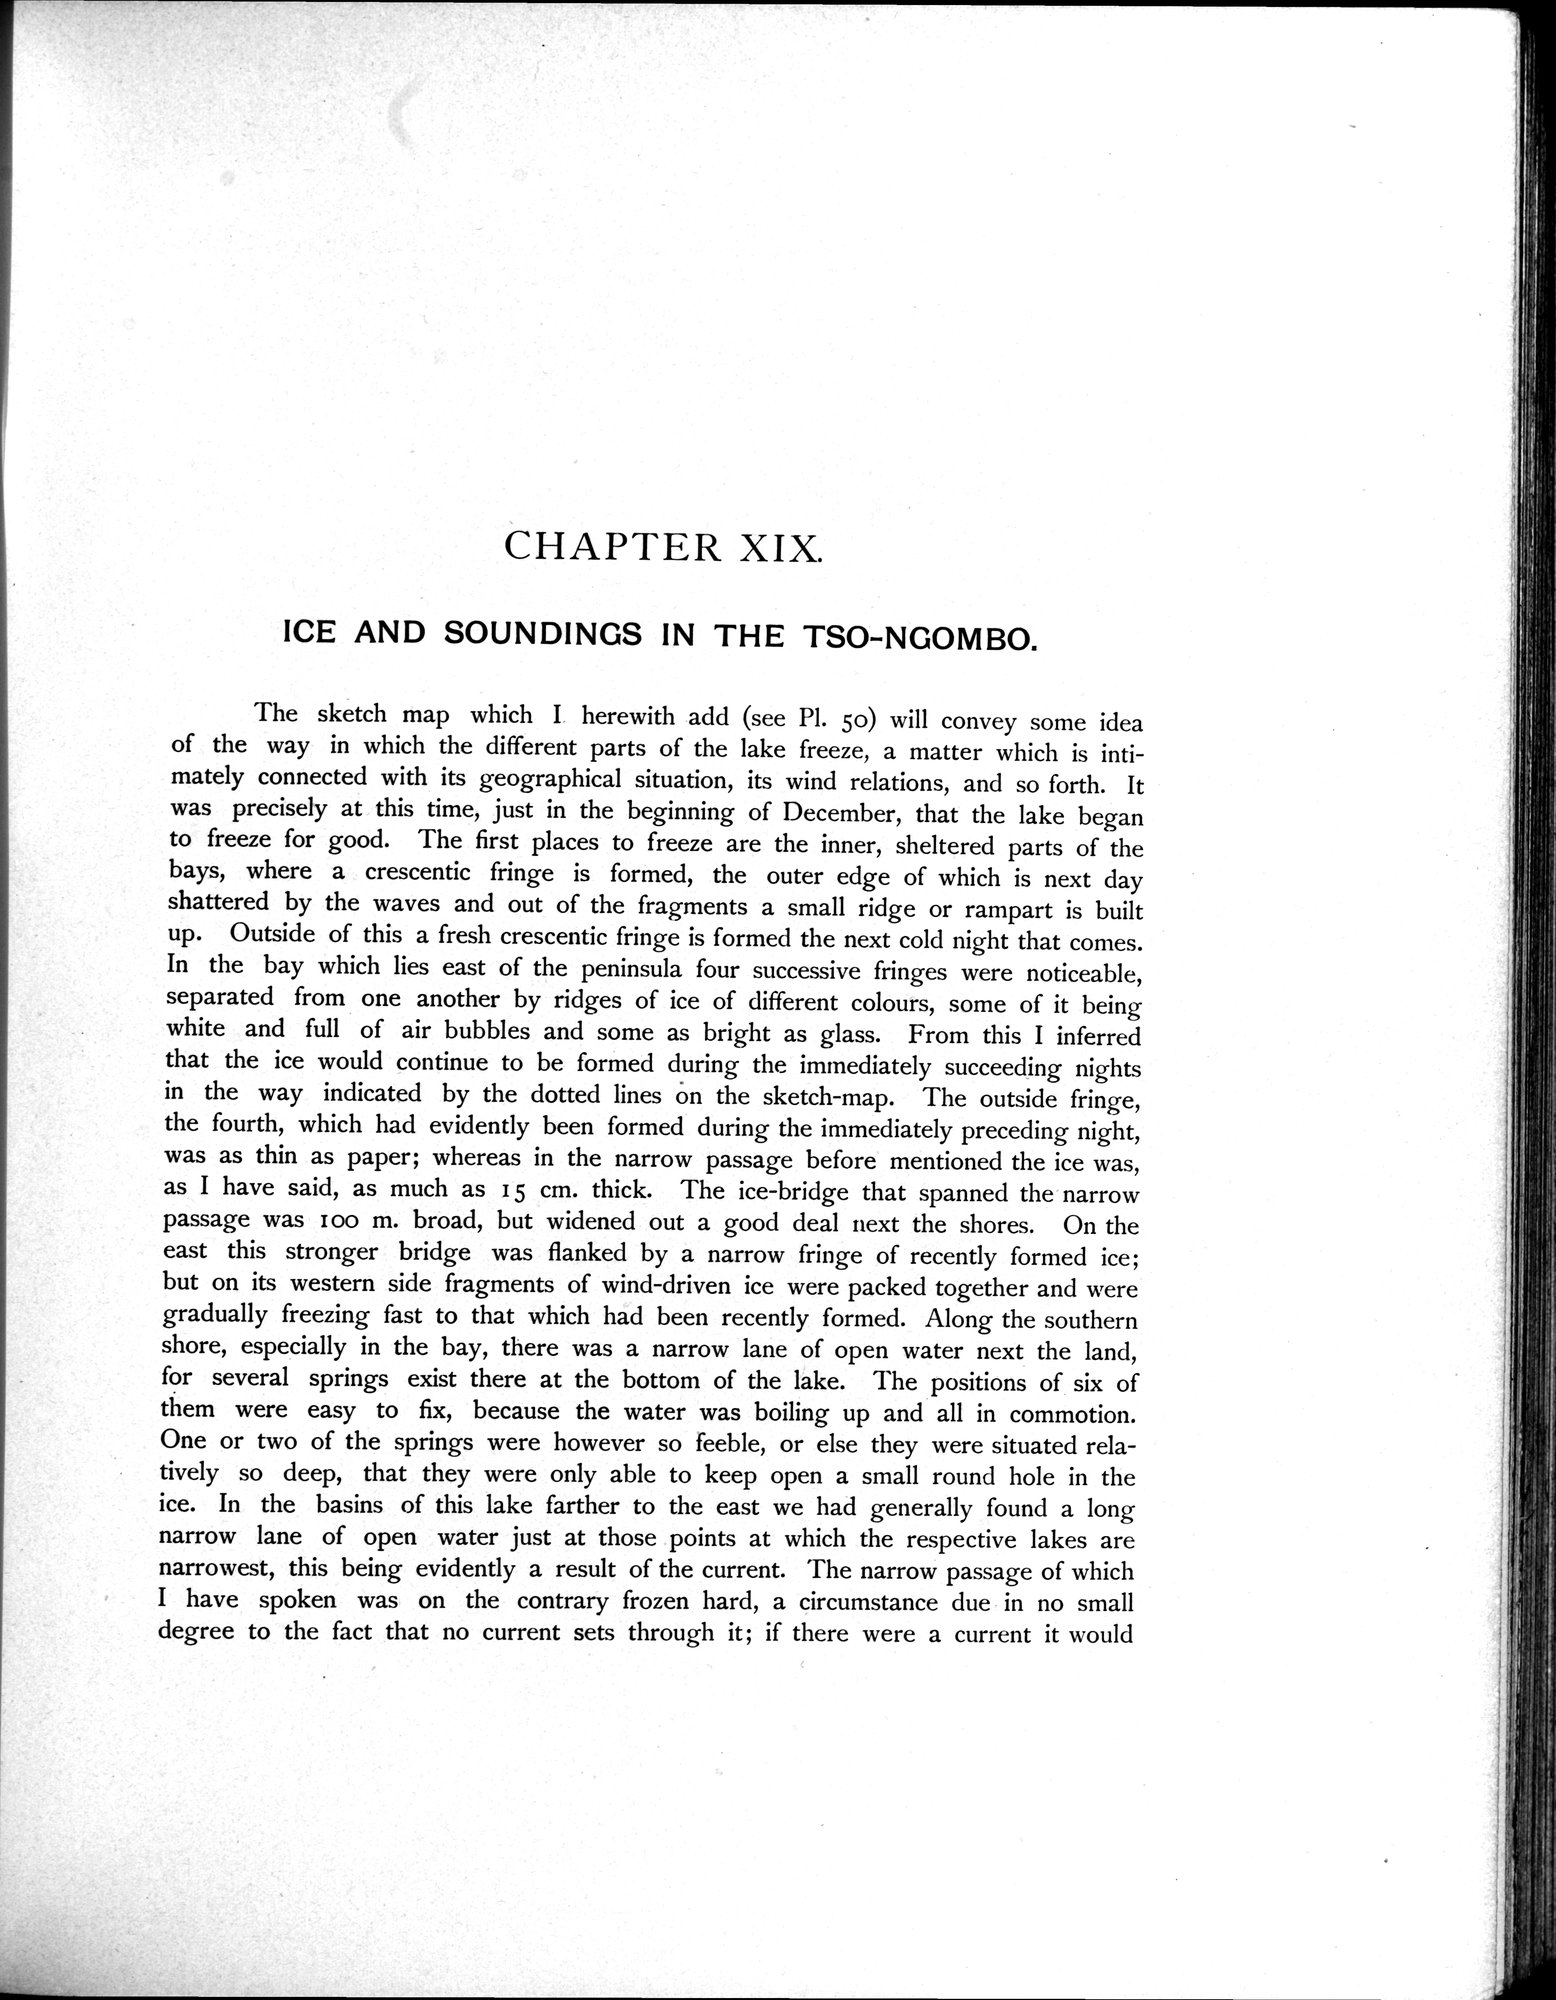 CHAPTER XIX.
ICE AND SOUNDINGS IN THE TSO-NGOMBO.
The sketch map which I herewith add (see Pl. 50) will convey some idea
of the way in which the different parts of the lake freeze, a matter which is inti-
mately connected with its geographical situation, its wind relations, and so forth. It
was precisely at this time, just in the beginning of December, that the lake began
to freeze for good. The first places to freeze are the inner, sheltered parts of the
bays, where a crescentic fringe is formed, the outer edge of which is next day
shattered by the waves and out of the fragments a small ridge or rampart is built
up. Outside of this a fresh crescentic fringe is formed the next cold night that comes.
In the bay which lies east of the peninsula four successive fringes were noticeable,
separated from one another by ridges of ice of different colours, some of it being
white and full of air bubbles and some as bright as glass. From this I inferred
that the ice would continue to be formed during the immediately succeeding nights
in the way indicated by the dotted lines on the sketch-map. The outside fringe,
the fourth, which had evidently been formed during the immediately preceding night,
was as thin as paper; whereas in the narrow passage before mentioned the ice was,
as I have said, as much as 15 cm. thick. The ice-bridge that spanned the narrow
passage was 100 m. broad, but widened out a good deal next the shores. On the
east this stronger bridge was flanked by a narrow fringe of recently formed ice;
but on its western side fragments of wind-driven ice were packed together and were
gradually freezing fast to that which had been recently formed. Along the southern
shore, especially in the bay, there was a narrow lane of open water next the land,
for several springs exist there at the bottom of the lake. The positions of six of
them were easy to fix, because the water was boiling up and all in commotion.
One or two of the springs were however so feeble, or else they were situated rela-
tively so deep, that they were only able to keep open a small round hole in the
ice. In the basins of this lake farther to the east we had generally found a long
narrow lane of open water just at those points at which the respective lakes are
narrowest, this being evidently a result of the current. The narrow passage of which
I have spoken was on the contrary frozen hard, a circumstance due in no small
degree to the fact that no current sets through it; if there were a current it would